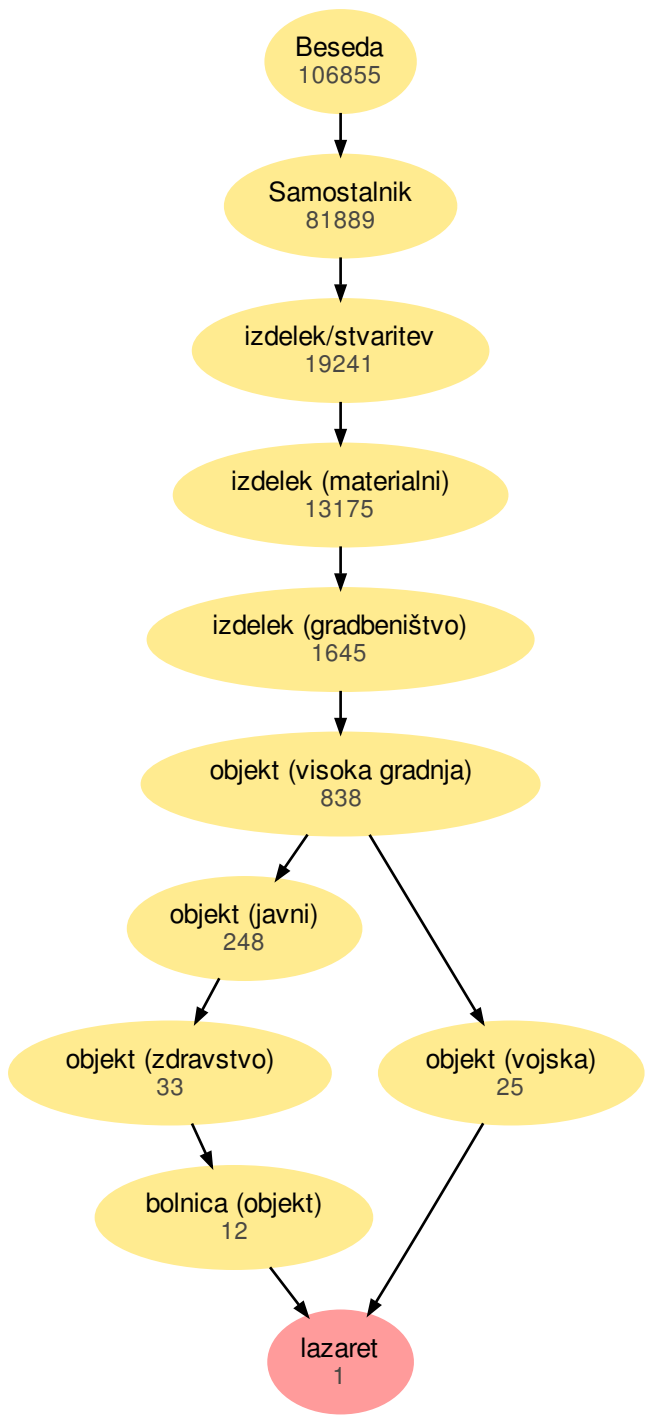 Beseda
106855
Samostalnik
81889
izdelek/stvaritev
19241
izdelek (materialni)
13175
izdelek (gradbeništvo)
1645
objekt (visoka gradnja)
838
objekt (javni)
248
objekt (zdravstvo)
33
objekt (vojska)
25
bolnica (objekt)
12
lazaret
1